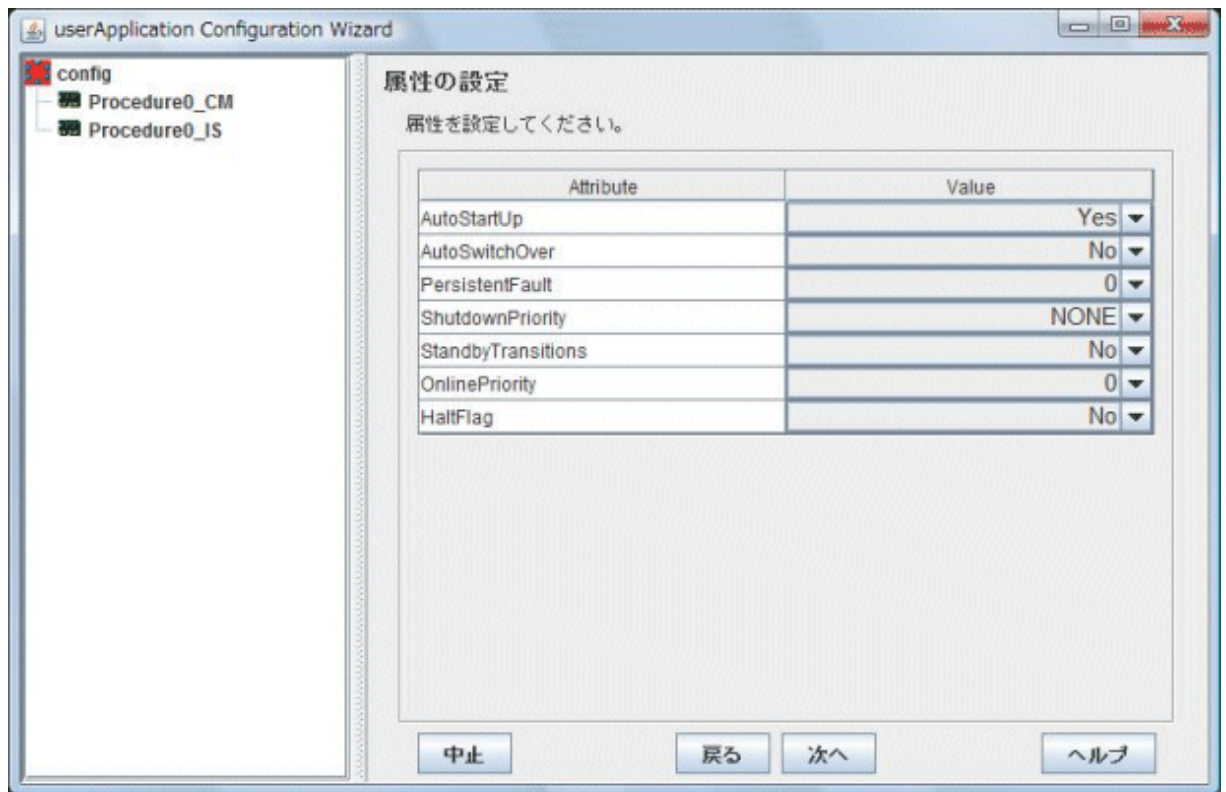 userApplication Configuration Wizard
config
Procedure0_CM
Procedure0_IS
属性の設定
属性を設定してください。
Attribute Value
AutoStartUp Yes
AutoSwitchOver No
PersistentFault 0
ShutdownPriority NONE
StandbyTransitions No
OnlinePriority 0
HaltFlag No
中止 戻る 次へ ヘルプ